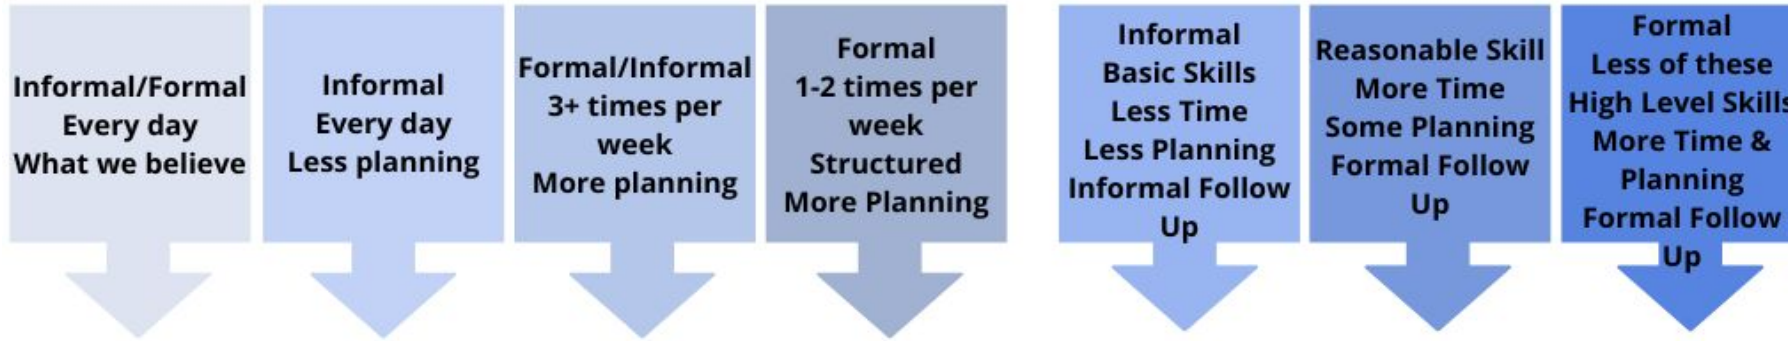 Informal/Formal
Every day
What we believe
Informal
Every day
Less planning
Formal/Informal
3+ times per
week
More planning
Formal
1-2 times per
week
Structured
More Planning
Informal
Basic Skills
Less Time
Less Planning
Informal Follow
Up
Reasonable Skill
More Time
Some Planning
Formal Follow
Up
Formal
Less of these
High Level Skills
More Time &
Planning
Formal Follow
Up